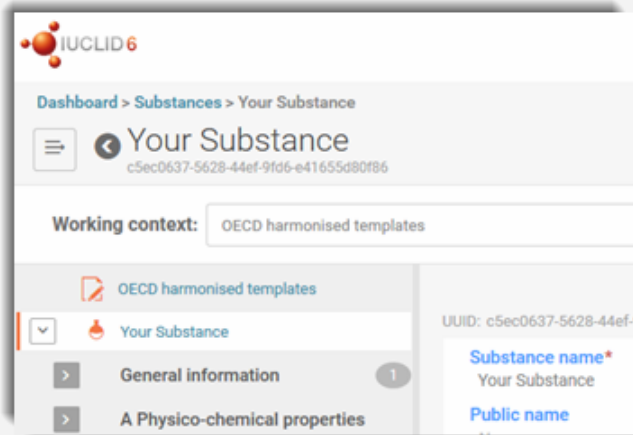 IUCLID 6
Dashboard > Substances > Your Substance
Your Substance
c5ec0637-5628-44ef-9fd6-e41655d80f86
Working context: OECD harmonised templates
OECD harmonised templates
Your Substance
UUID: c5ec0637-5628-44ef-
General information 1
Substance name*
Your Substance
A Physico-chemical properties
Public name